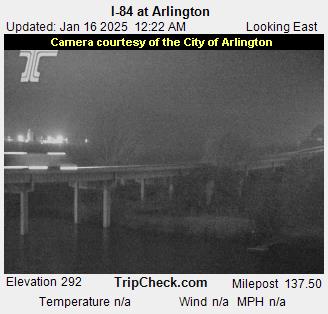 I-84 at Arlington
Updated: Jan 16 2025 12:22 AM Looking East
Camera courtesy of the City of Arlington
Elevation 292 TripCheck.com Milepost 137.50
Temperature n/a Wind n/a MPH n/a